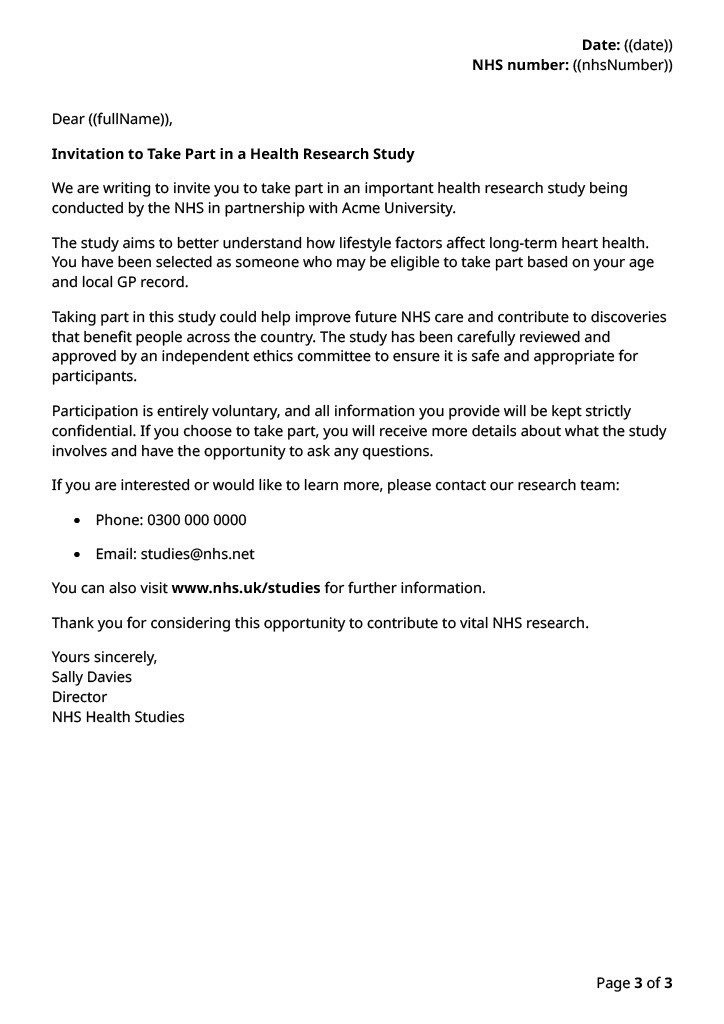 Date: ((date))
NHS number: ((nhsNumber))
Dear ((fullName)),
Invitation to Take Part in a Health Research Study
We are writing to invite you to take part in an important health research study being
conducted by the NHS in partnership with Acme University.
The study aims to better understand how lifestyle factors affect long-term heart health.
You have been selected as someone who may be eligible to take part based on your age
and local GP record.
Taking part in this study could help improve future NHS care and contribute to discoveries
that benefit people across the country. The study has been carefully reviewed and
approved by an independent ethics committee to ensure it is safe and appropriate for
participants.
Participation is entirely voluntary, and all information you provide will be kept strictly
confidential. If you choose to take part, you will receive more details about what the study
involves and have the opportunity to ask any questions.
If you are interested or would like to learn more, please contact our research team:
• Phone: 0300 000 0000
• Email: studies@nhs.net
You can also visit www.nhs.uk/studies for further information.
Thank you for considering this opportunity to contribute to vital NHS research.
Yours sincerely,
Sally Davies
Director
NHS Health Studies
Page 3 of 3